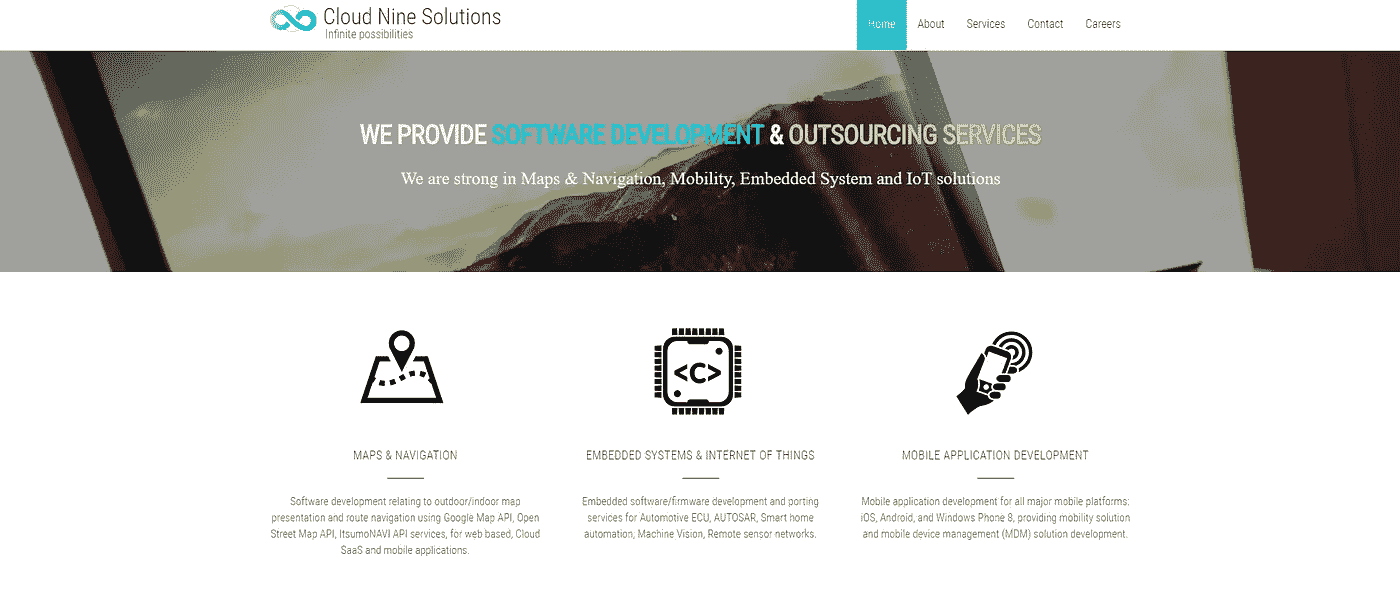 Cloud Nine Solutions
Infinite possibilities
Home About Services Contact Careers
WE PROVIDE SOFTWARE DEVELOPMENT & OUTSOURCING SERVICES
We are strong in Maps & Navigation, Mobility, Embedded System and IoT solutions
<C>
MAPS & NAVIGATION
Software development relating to outdoor/indoor map
presentation and route navigation using Google Map API, Open
Street Map API, ItsumoNAVI API services, for web based, Cloud
SaaS and mobile applications.
EMBEDDED SYSTEMS & INTERNET OF THINGS
Embedded software/firmware development and porting
services for Automotive ECU, AUTOSAR, Smart home
automation, Machine Vision, Remote sensor networks.
MOBILE APPLICATION DEVELOPMENT
Mobile application development for all major mobile platforms:
iOS, Android, and Windows Phone 8, providing mobility solution
and mobile device management (MDM) solution development.